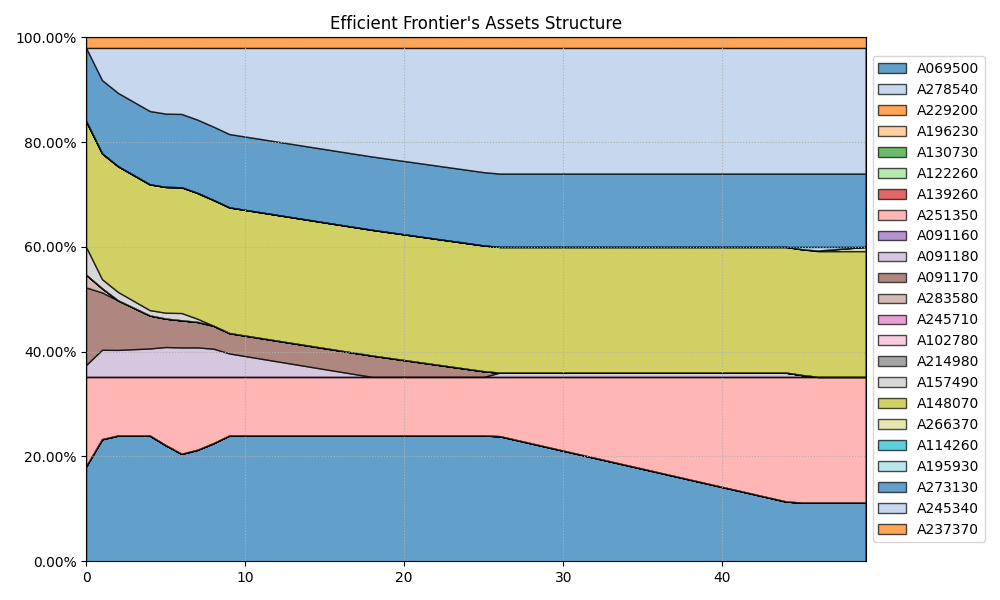 Efficient Frontier's Assets Structure
100.00%
80.00%
60.00%
40.00%
20.00%
0.00%
0
10
20
30
40
A069500
A278540
A229200
A196230
A130730
A122260
A139260
A251350
A091160
A091180
A091170
A283580
A245710
A102780
A214980
A157490
A148070
A266370
A114260
A195930
A273130
A245340
A237370